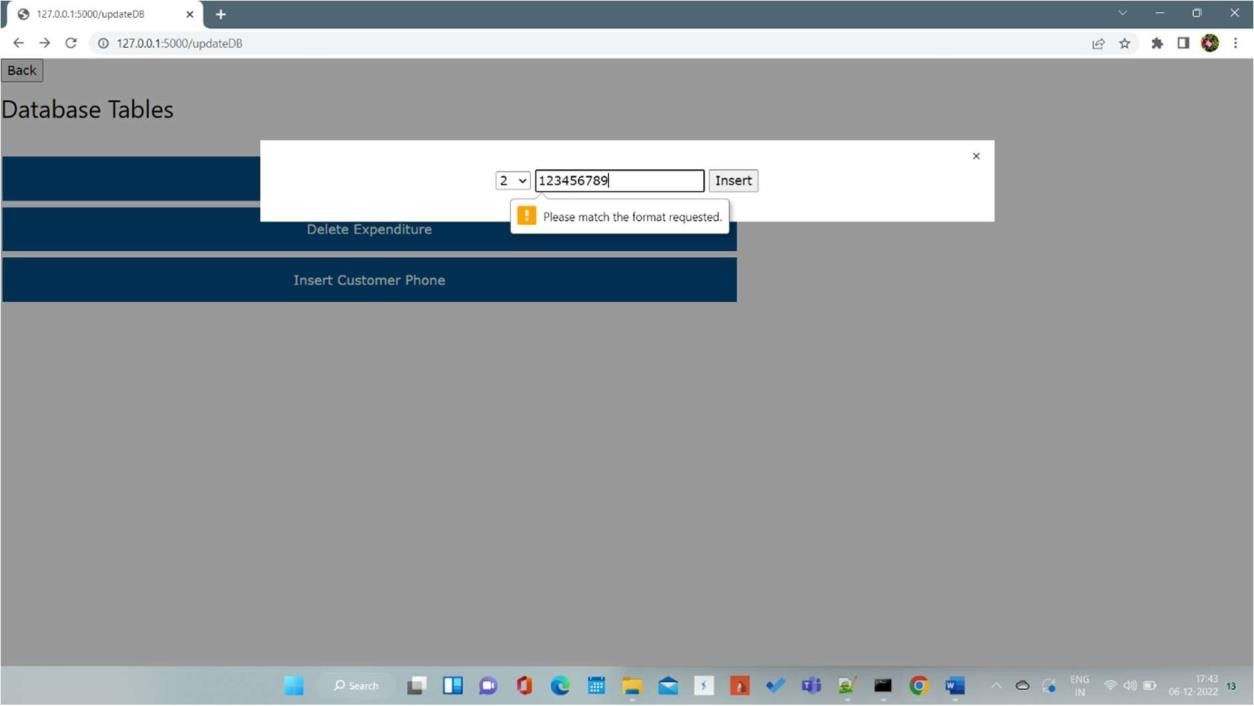 127.0.0.1:5000/updateDB
127.0.0.1:5000/updateDB
Back
Database Tables
2 123456789 Insert
Please match the format requested.
Delete Expenditure
Insert Customer Phone
Search
ENG
IN
17:43
06-12-2022
13